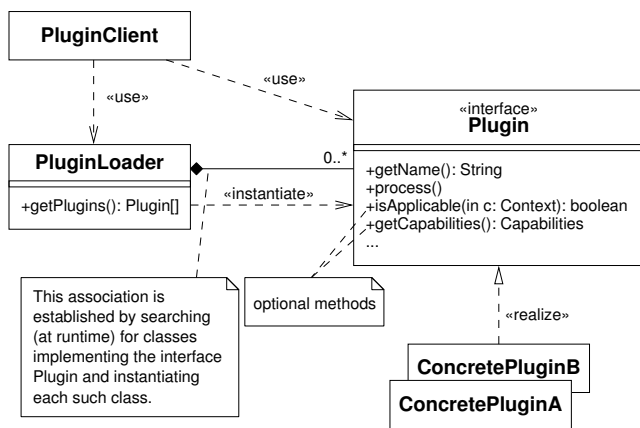 PluginClient
«use»
«use»
«interface»
Plugin
PluginLoader
0..*
+getName(): String
+process()
+getPlugins(): Plugin[]
«instantiate»
+isApplicable(in c: Context): boolean
+getCapabilities(): Capabilities
...
This association is
established by searching
(at runtime) for classes
implementing the interface
Plugin and instantiating
each such class.
optional methods
«realize»
ConcretePluginB
ConcretePluginA